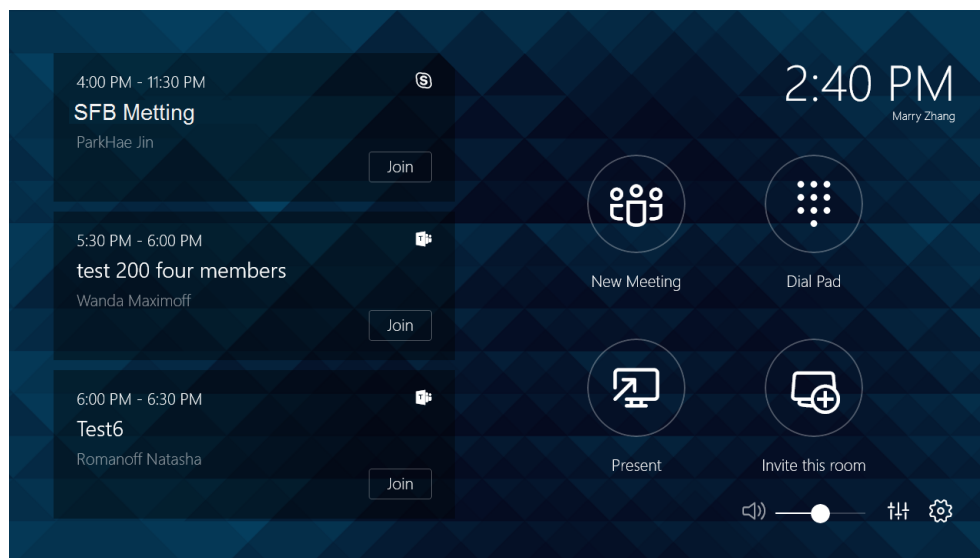 4:00 PM - 11:30 PM
SFB Metting
ParkHae Jin
Join
5:30 PM - 6:00 PM
test 200 four members
Wanda Maximoff
Join
6:00 PM - 6:30 PM
Test6
Romanoff Natasha
Join
2:40 PM
Marry Zhang
New Meeting
Dial Pad
Present
Invite this room